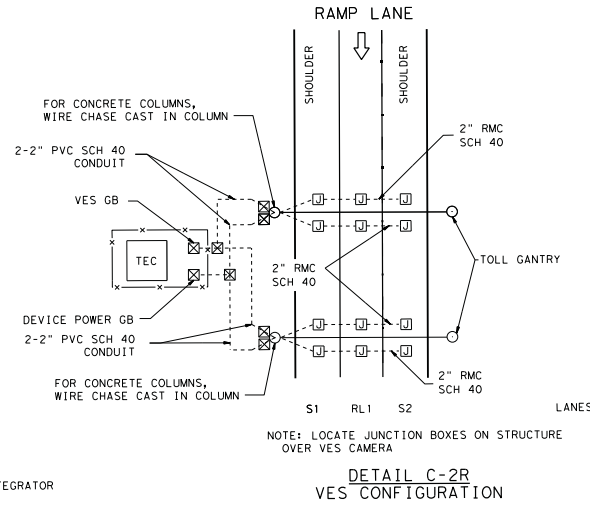 RAMP LANE
SHOULDER
SHOULDER
FOR CONCRETE COLUMNS,
WIRE CHASE CAST IN COLUMN
2" RMC
SCH 40
2-2" PVC SCH 40
CONDUIT
VES GB
J
J
J
J
J
J
TEC
2" RMC
SCH 40
TOLL GANTRY
DEVICE POWER GB
2-2" PVC SCH 40
CONDUIT
J
J
J
J
J
J
FOR CONCRETE COLUMNS,
WIRE CHASE CAST IN COLUMN
2" RMC
SCH 40
S1
RL1
S2
LANES
NOTE: LOCATE JUNCTION BOXES ON STRUCTURE
OVER VES CAMERA
DETAIL C-2R
VES CONFIGURATION
TEGRATOR